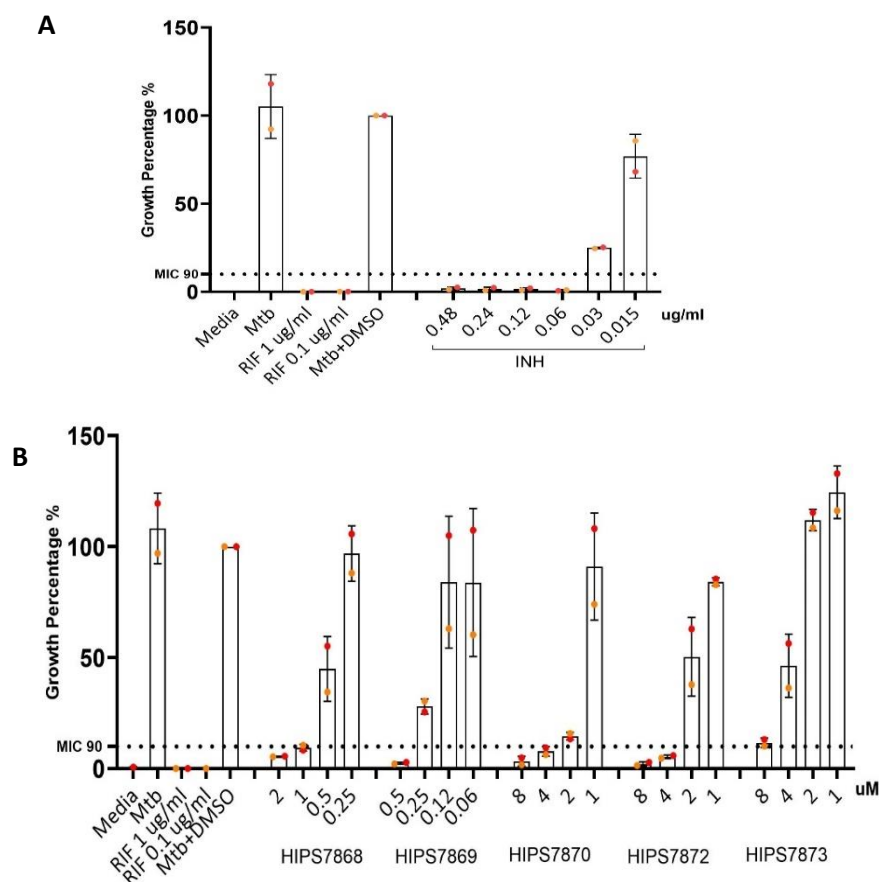 A
150
100
50
MIC 90
0
Growth Percentage %
Media
Mtb
RIF 1 ug/ml
RIF 0.1 ug/ml
Mtb+DMSO
0.48
0.24
0.12
0.06
0.03
0.015
ug/ml
INH
B
150
100
50
MIC 90
0
Growth Percentage %
Media
Mtb
RIF 1 ug/ml
RIF 0.1 ug/ml
Mtb+DMSO
2
1
0.5
0.25
0.5
0.25
0.12
0.06
8
4
2
1
8
4
2
1
8
4
2
1
uM
HIPS7868
HIPS7869
HIPS7870
HIPS7872
HIPS7873